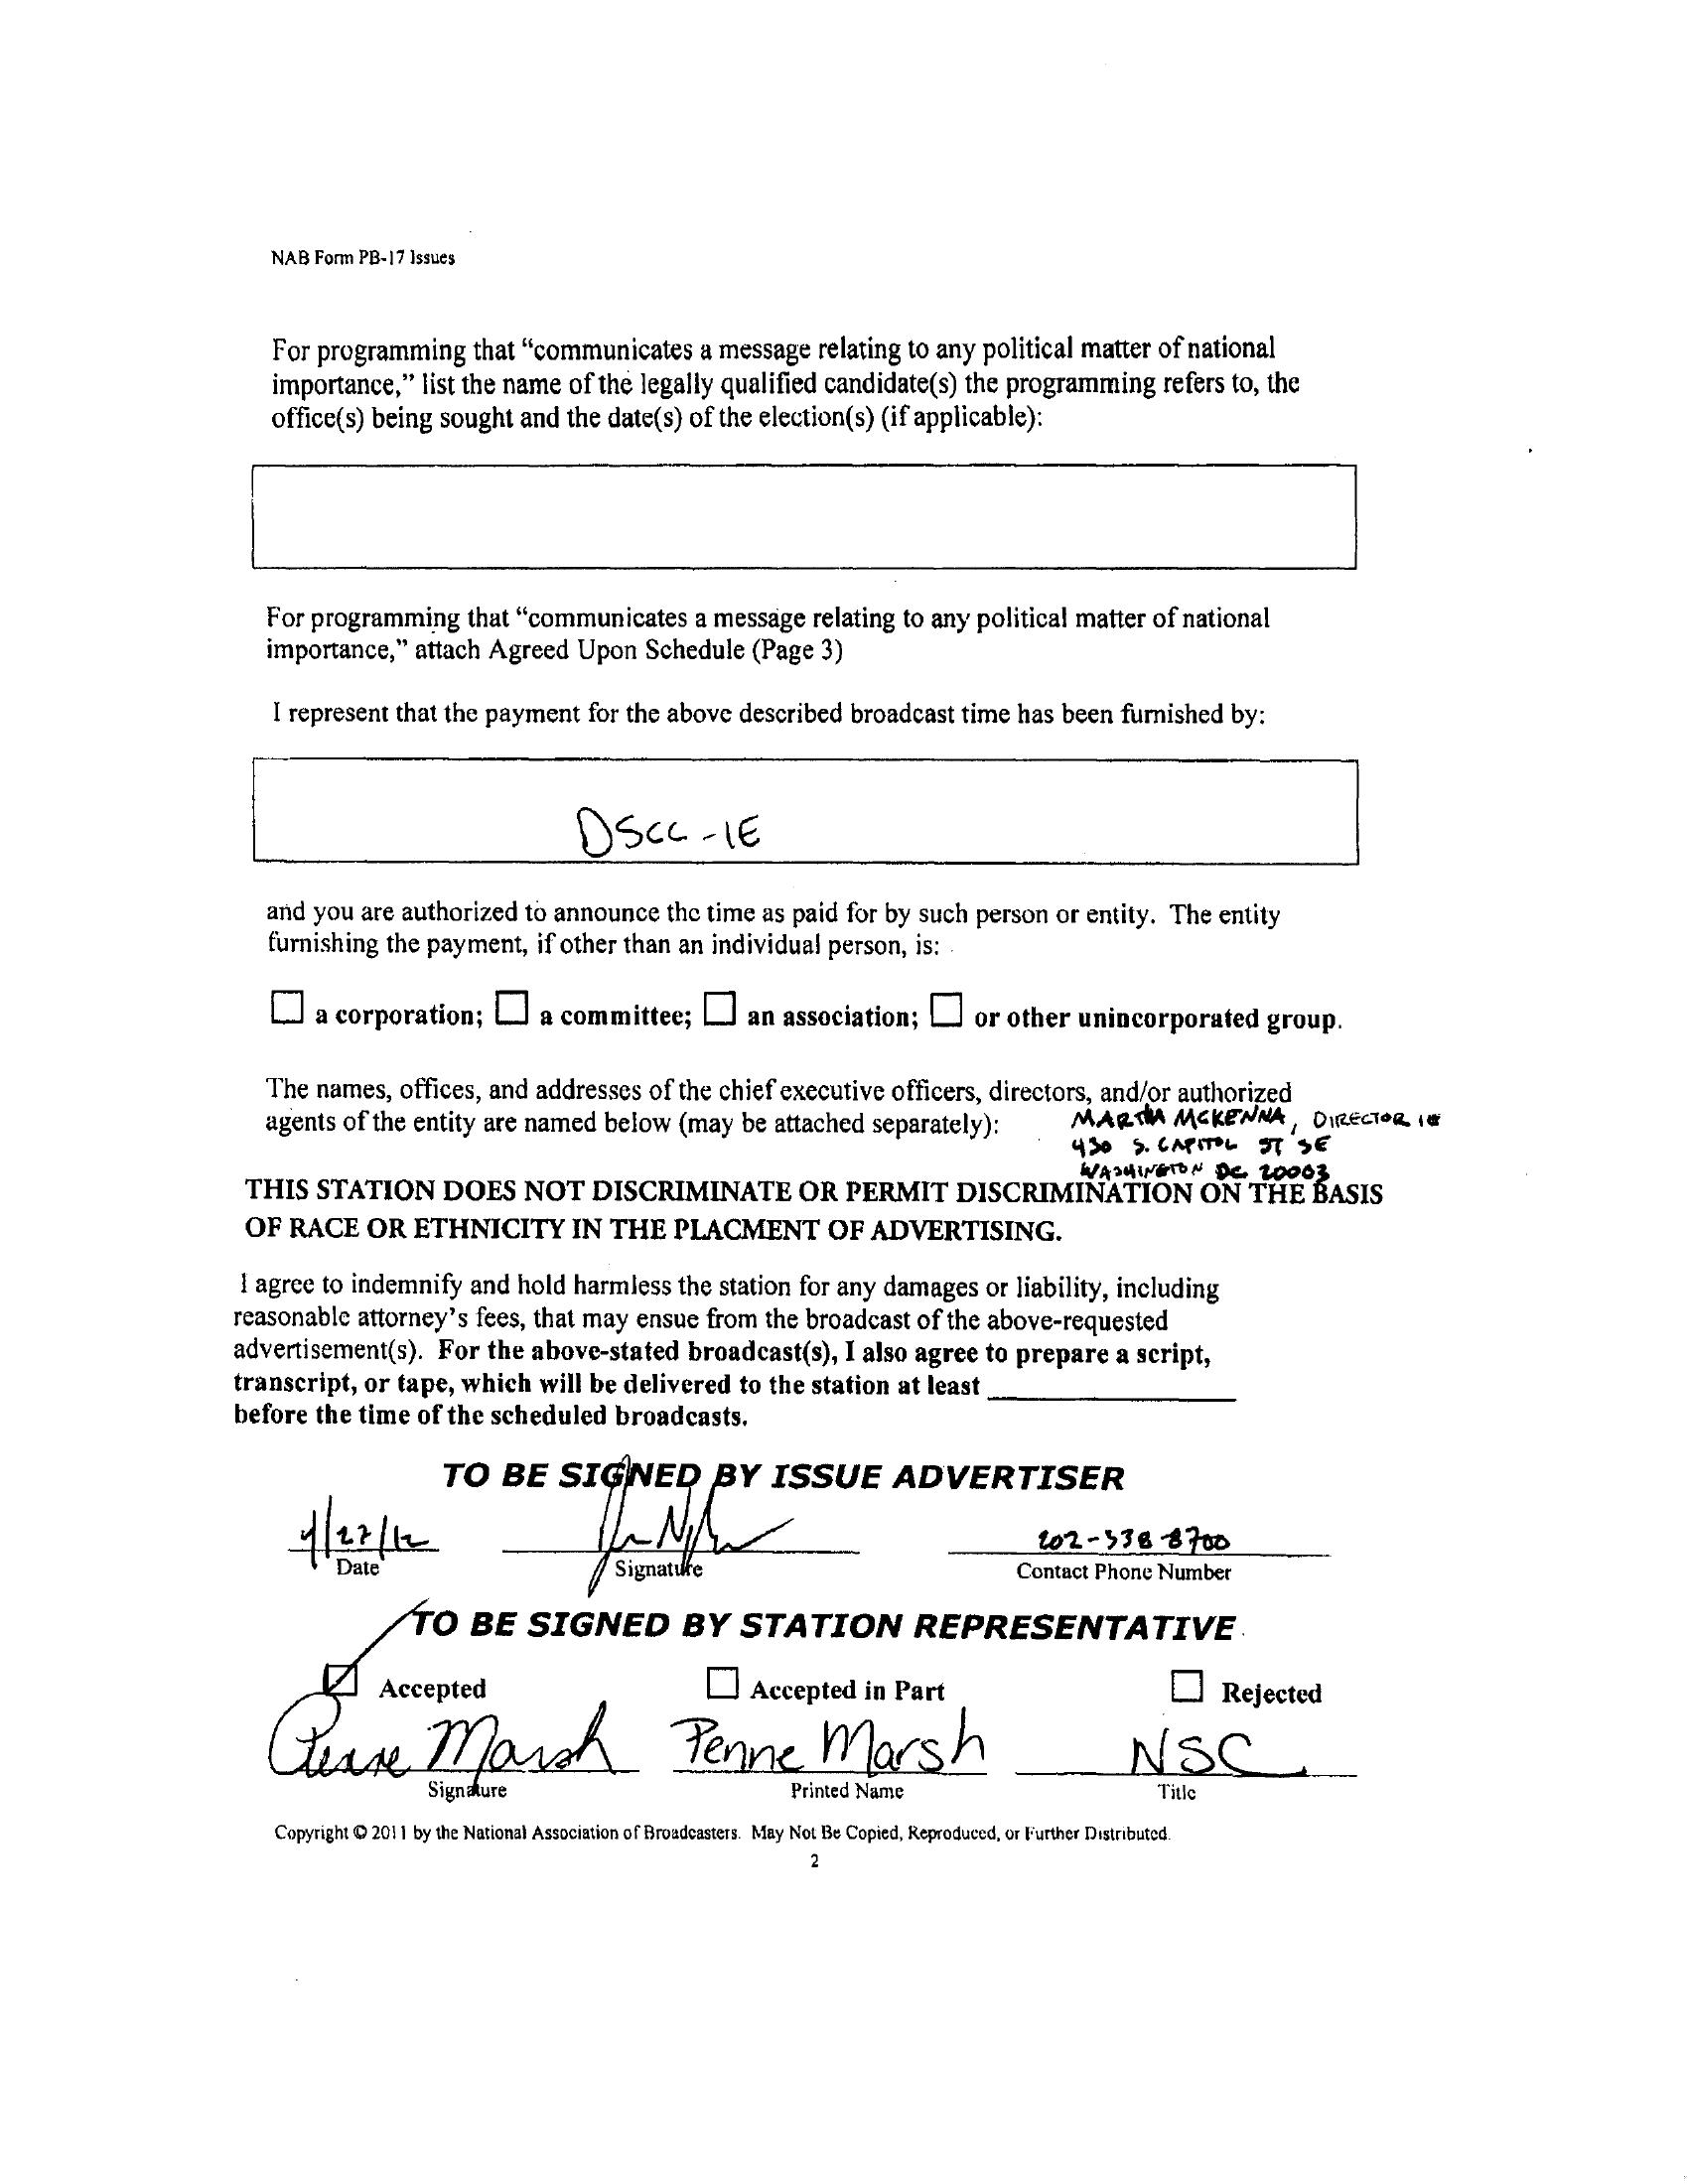 NAB Form PB-17 Issues
For programming that “communicates a message relating to any political matter of national
importance,” list the name of the legally qualified candidate(s) the programming refers to, the
office(s) being sought and the date(s) of the election(s) (if applicable):
For programming that “communicates a message relating to any political matter of national
importance,” attach Agreed Upon Schedule (Page 3)
I represent that the payment for the above described broadcast time has been furnished by:
DSCC -IE
and you are authorized to announce the time as paid for by such person or entity. The entity
furnishing the payment, if other than an individual person, is:
a corporation; a committee; an association; or other unincorporated group.
The names, offices, and addresses of the chief executive officers, directors, and/or authorized
agents of the entity are named below (may be attached separately): MARTHA MCKENNA, DIRECTOR IE
430 S. CAPITOL ST SE
WASHINGTON DC 20003
THIS STATION DOES NOT DISCRIMINATE OR PERMIT DISCRIMINATION ON THE BASIS
OF RACE OR ETHNICITY IN THE PLACMENT OF ADVERTISING.
I agree to indemnify and hold harmless the station for any damages or liability, including
reasonable attorney’s fees, that may ensue from the broadcast of the above-requested
advertisement(s). For the above-stated broadcast(s), I also agree to prepare a script,
transcript, or tape, which will be delivered to the station at least
before the time of the scheduled broadcasts.
TO BE SIGNED BY ISSUE ADVERTISER
202-338-8700
Date Signature Contact Phone Number
TO BE SIGNED BY STATION REPRESENTATIVE
Accepted Accepted in Part Rejected
Penne Marsh Penne Marsh NSC
Signature Printed Name Title
Copyright © 2011 by the National Association of Broadcasters. May Not Be Copied, Reproduced, or Further Distributed.
2